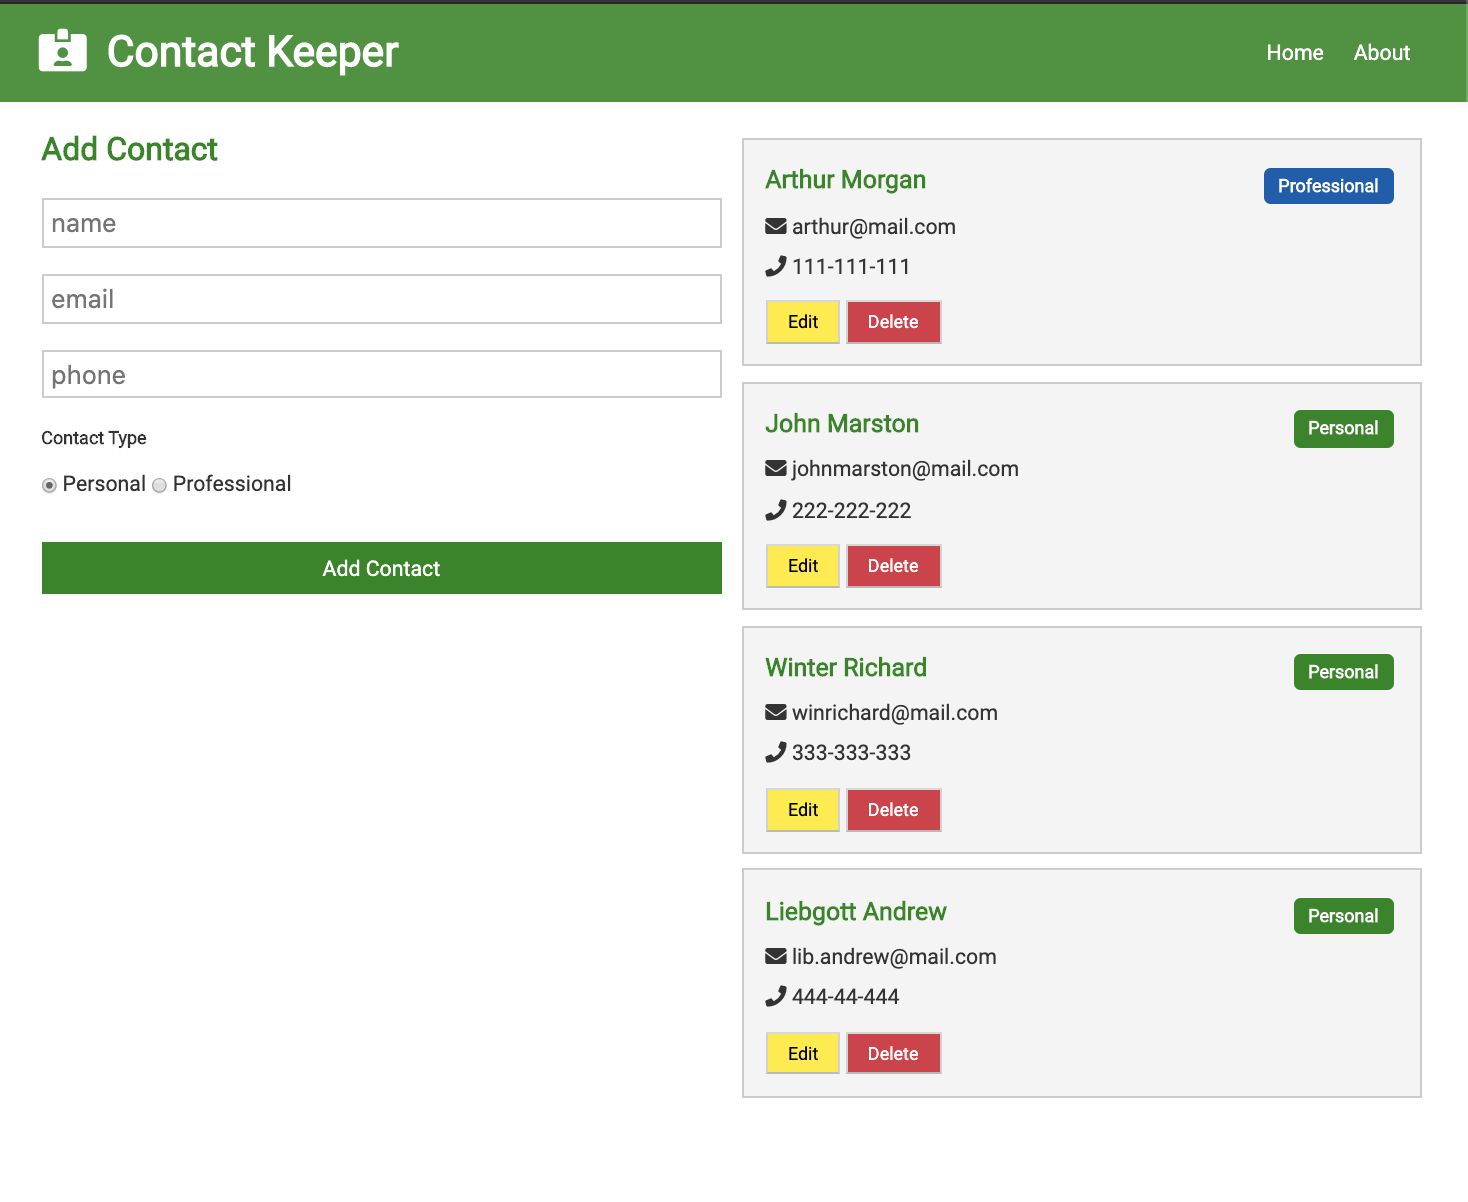 Contact Keeper
Home About
Add Contact
name
email
phone
Contact Type
Personal Professional
Add Contact
Arthur Morgan
Professional
arthur@mail.com
111-111-111
Edit Delete
John Marston
Personal
johnmarston@mail.com
222-222-222
Edit Delete
Winter Richard
Personal
winrichard@mail.com
333-333-333
Edit Delete
Liebgott Andrew
Personal
lib.andrew@mail.com
444-44-444
Edit Delete